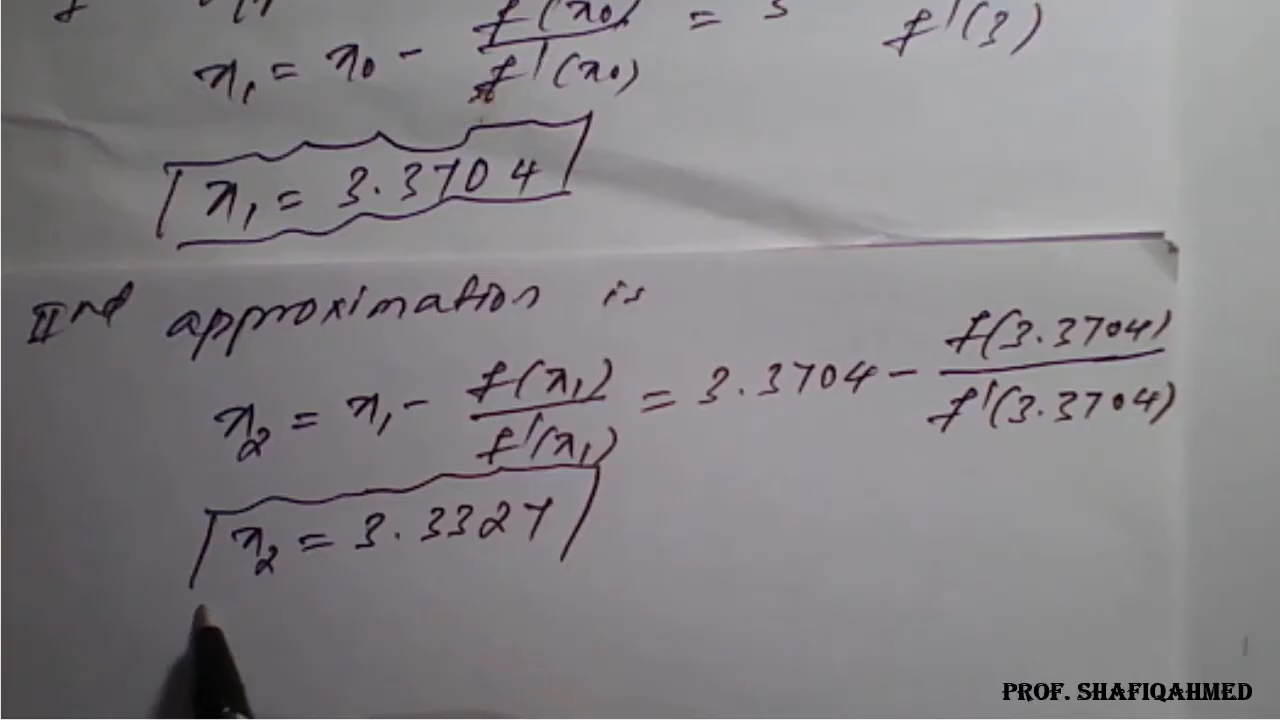 x₁ = x₀ - f(x₀)/f'(x₀) = 3 f'(3)
x₁ = 3.3704
IInd approximation is
x₂ = x₁ - f(x₁)/f'(x₁) = 3.3704 - f(3.3704)/f'(3.3704)
x₂ = 3.3327
PROF. SHAFIQAHMED